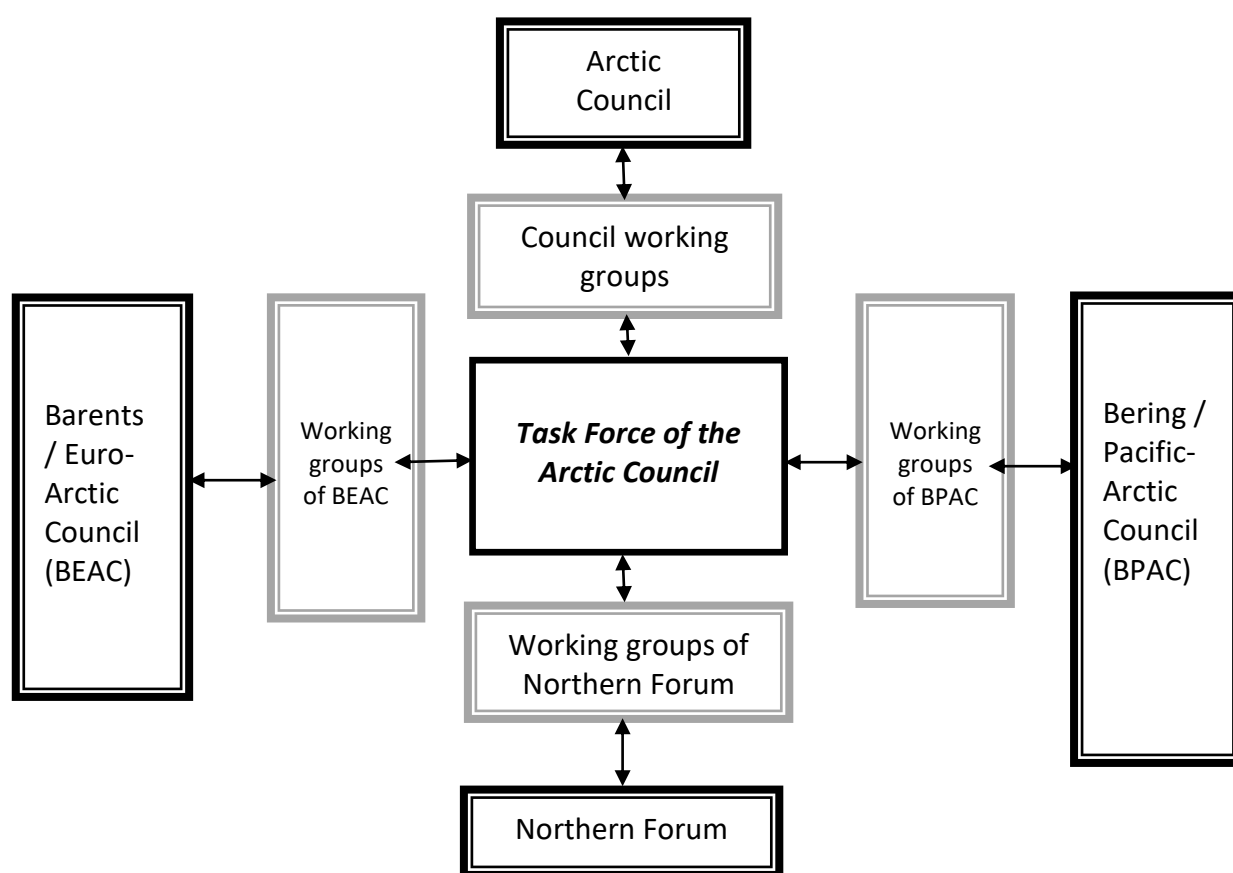 Arctic
Council
Council working
groups
Barents
/ Euro-
Arctic
Council
(BEAC)
Working
groups
of BEAC
Task Force of the
Arctic Council
Working
groups
of BPAC
Bering /
Pacific-
Arctic
Council
(BPAC)
Working groups of
Northern Forum
Northern Forum